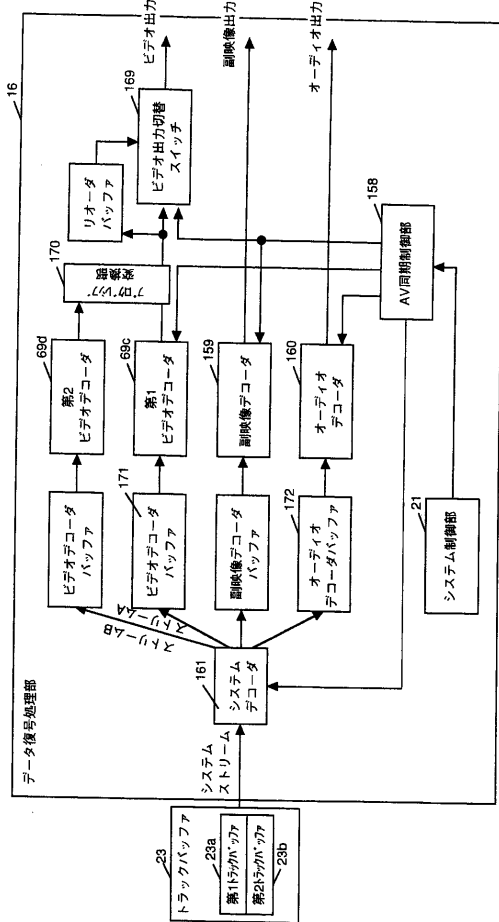 16
データ復号処理部
23
トラックバッファ
23a
第1トラックバッファ
第2トラックバッファ
23b
システム
ストリーム
161
システム
デコーダ
ストリームB
ストリームA
ビデオデコーダ
バッファ
171
ビデオデコーダ
バッファ
副映像デコーダ
バッファ
172
オーディオ
デコーダバッファ
21
システム制御部
69d
第2
ビデオデコーダ
69c
第1
ビデオデコーダ
159
副映像デコーダ
160
オーディオ
デコーダ
170
プログレッシブ
変換部
リオーダ
バッファ
169
ビデオ出力切替
スイッチ
158
AV同期制御部
ビデオ出力
副映像出力
オーディオ出力